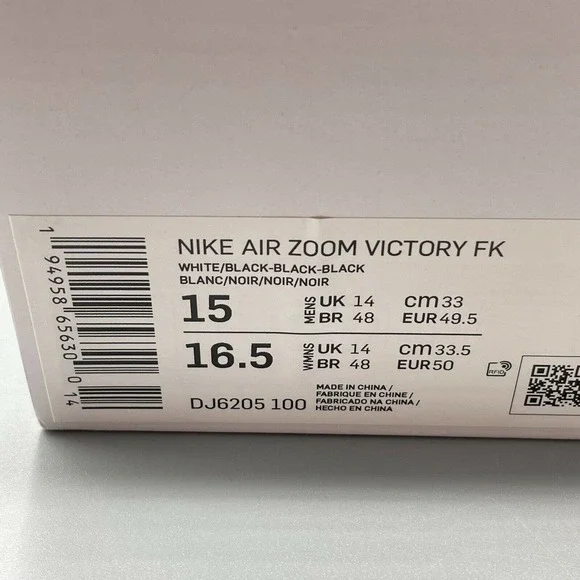 NIKE AIR ZOOM VICTORY FK
WHITE/BLACK-BLACK-BLACK
BLANC/NOIR/NOIR/NOIR
15 MENS UK 14 cm 33
BR 48 EUR 49.5
16.5 WMNS UK 14 cm 33.5
BR 48 EUR 50
DJ6205 100
MADE IN CHINA /
FABRIQUE EN CHINE /
FABRICADO NA CHINA /
HECHO EN CHINA
RFID
1 94958 65630 014